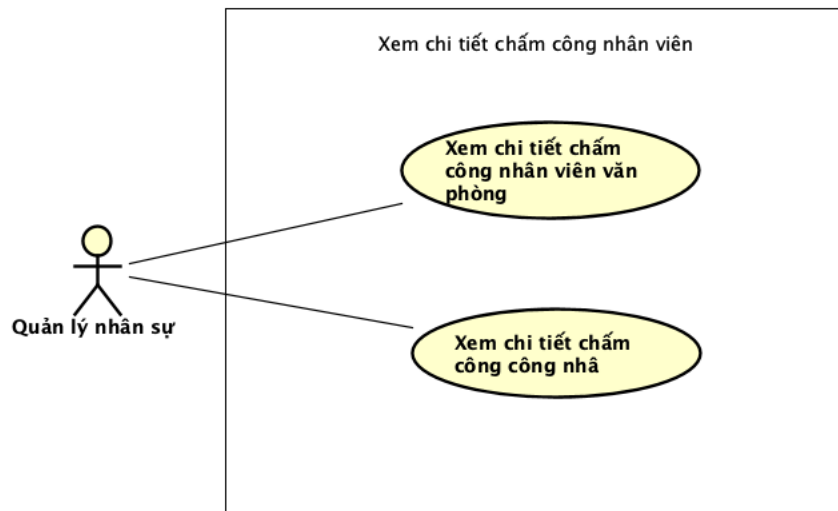 Xem chi tiết chấm công nhân viên
Xem chi tiết chấm
công nhân viên văn
phòng
Quản lý nhân sự
Xem chi tiết chấm
công công nhâ